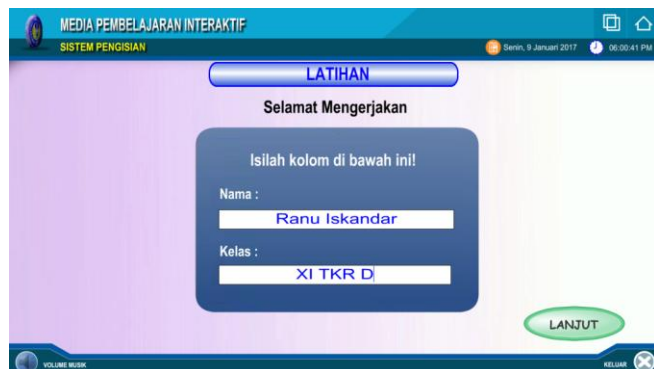 MEDIA PEMBELAJARAN INTERAKTIF
SISTEM PENGISIAN
Senin, 9 Januari 2017
06:00:41 PM
LATIHAN
Selamat Mengerjakan
Isilah kolom di bawah ini!
Nama :
Ranu Iskandar
Kelas :
XI TKR D
LANJUT
VOLUME MUSIK
KELUAR